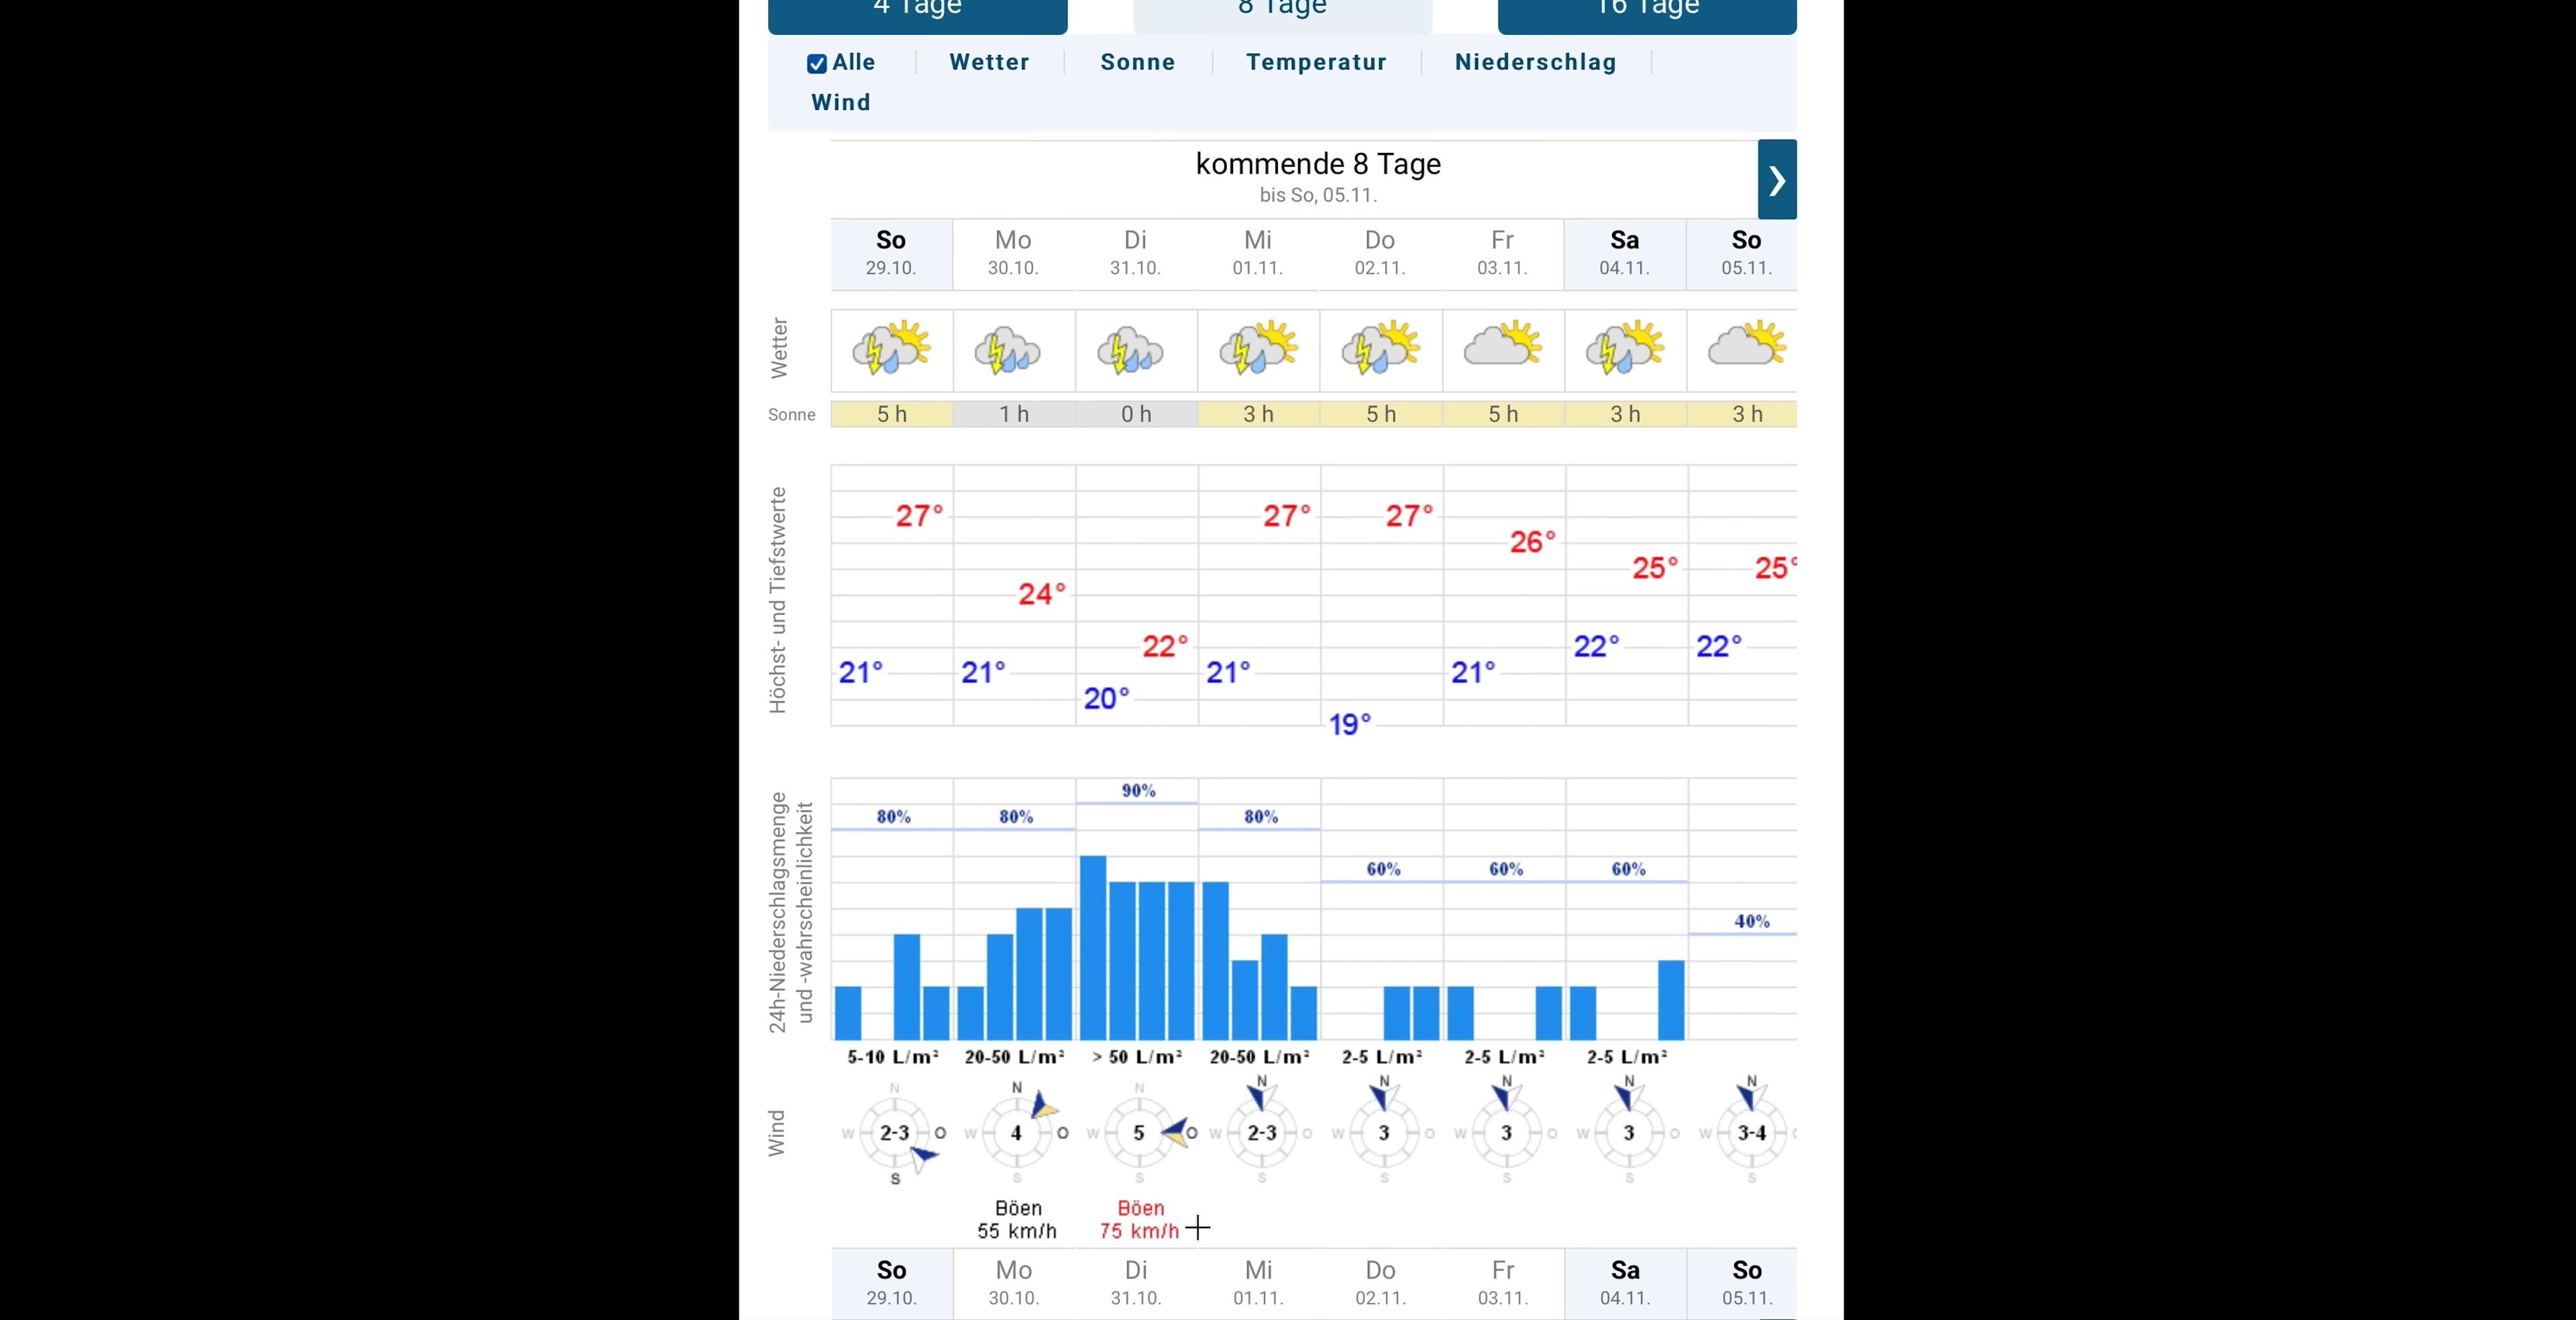 4 Tage 8 Tage 16 Tage
Alle Wetter Sonne Temperatur Niederschlag
Wind
kommende 8 Tage
bis So, 05.11.
So Mo Di Mi Do Fr Sa So
29.10. 30.10. 31.10. 01.11. 02.11. 03.11. 04.11. 05.11.
Wetter
Sonne 5 h 1 h 0 h 3 h 5 h 5 h 3 h 3 h
Höchst- und Tiefstwerte
27° 27° 27°
26°
25° 25°
24°
22° 22° 22°
21° 21° 21° 21°
20°
19°
24h-Niederschlagsmenge
und -wahrscheinlichkeit
90%
80% 80% 80%
60% 60% 60%
40%
5-10 L/m² 20-50 L/m² > 50 L/m² 20-50 L/m² 2-5 L/m² 2-5 L/m² 2-5 L/m²
Wind
N N N N N N N N
W 2-3 O W 4 O W 5 O W 2-3 O W 3 O W 3 O W 3 O W 3-4
S S S S S S S S
Böen Böen
55 km/h 75 km/h
So Mo Di Mi Do Fr Sa So
29.10. 30.10. 31.10. 01.11. 02.11. 03.11. 04.11. 05.11.